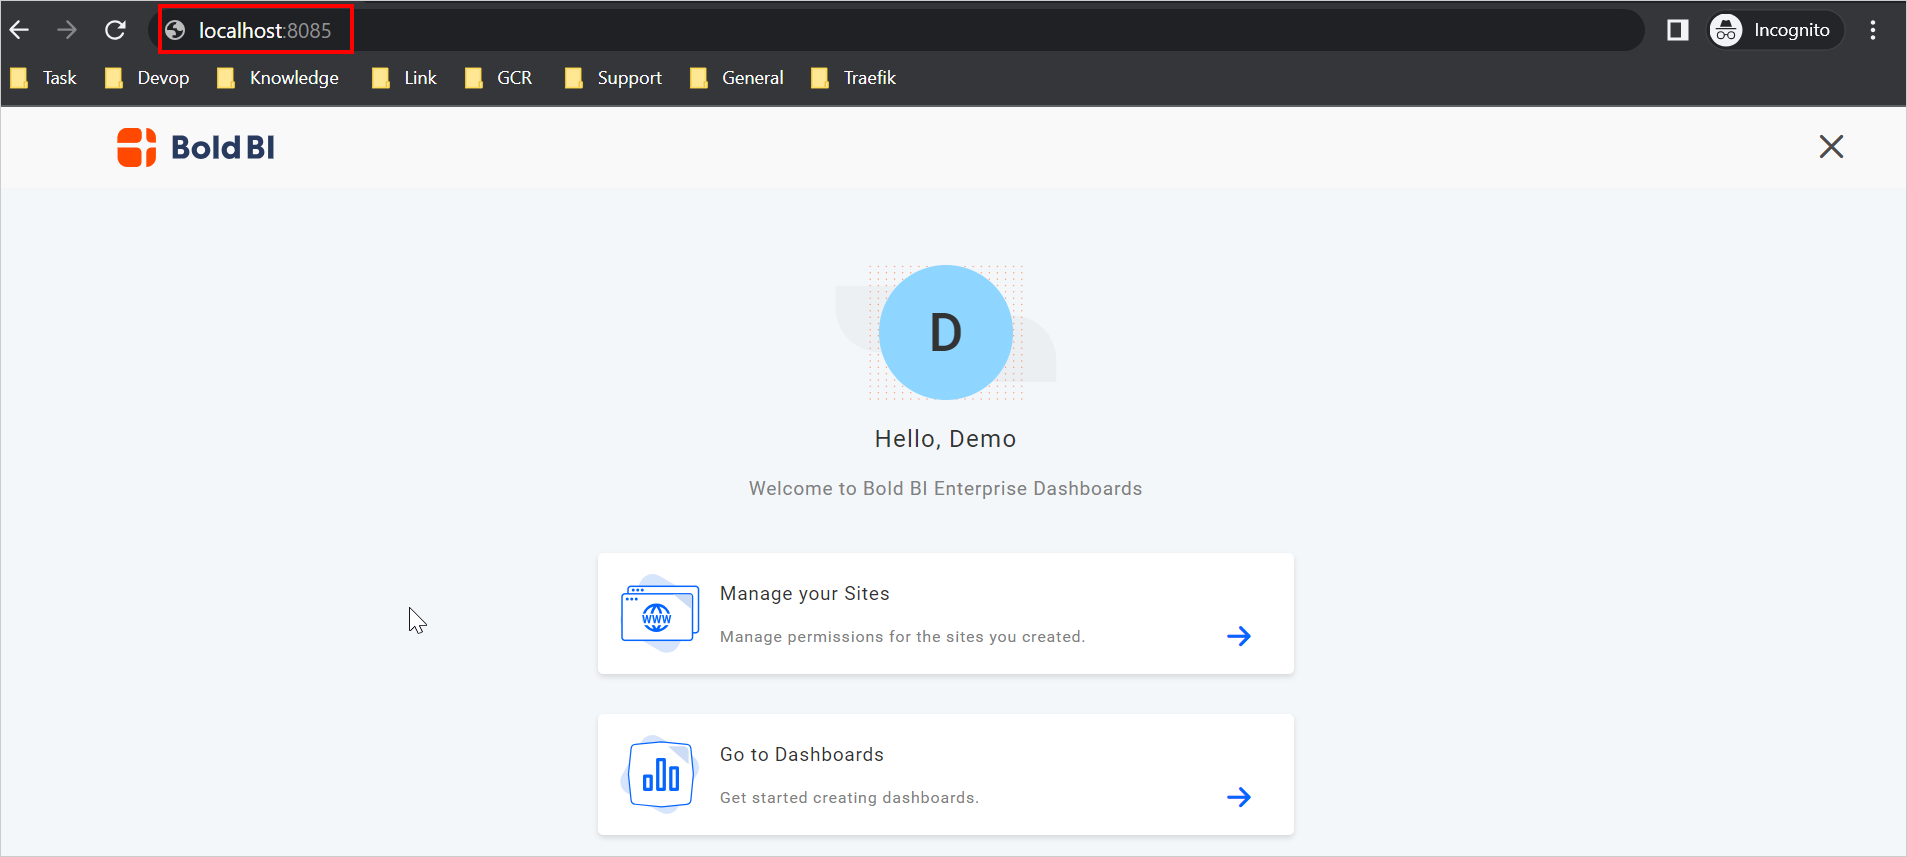 localhost:8085
Incognito
Task Devop Knowledge Link GCR Support General Traefik
Bold BI
D
Hello, Demo
Welcome to Bold BI Enterprise Dashboards
WWW
Manage your Sites
Manage permissions for the sites you created.
Go to Dashboards
Get started creating dashboards.